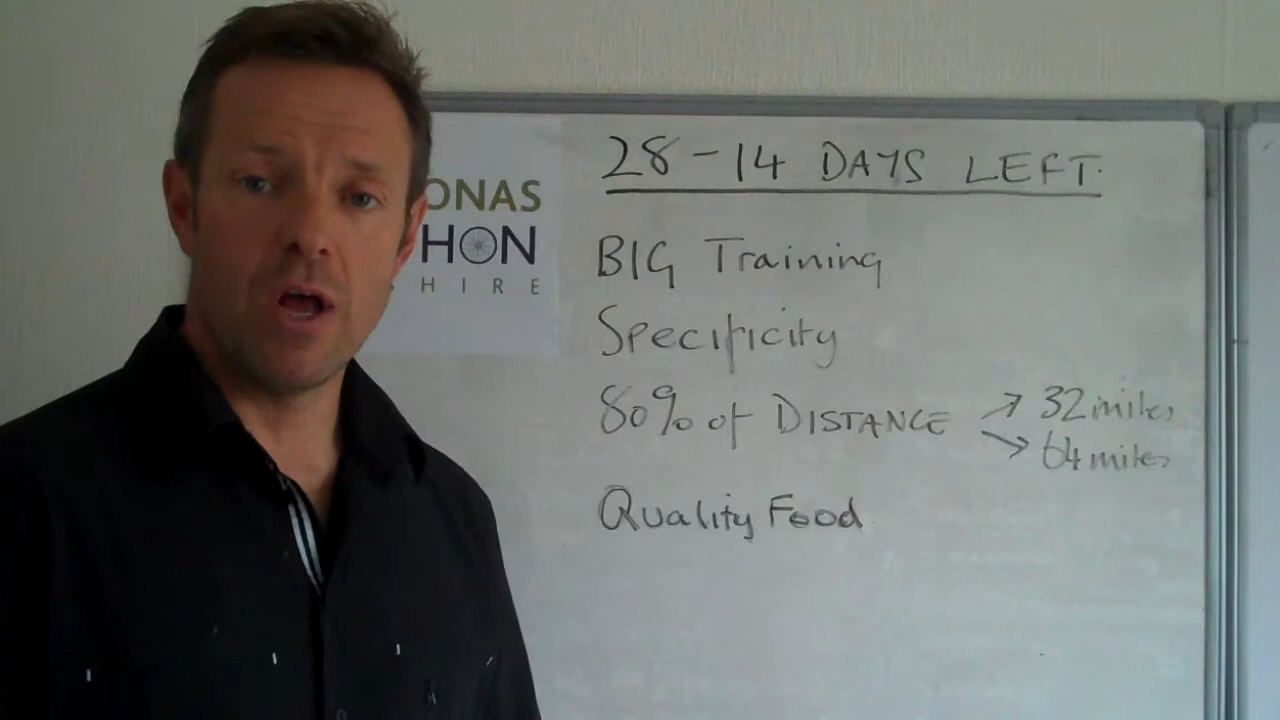 ONAS
HON
HIRE
28-14 DAYS LEFT.
BIG Training
Specificity
80% of DISTANCE → 32 miles
→ 64 miles
Quality Food